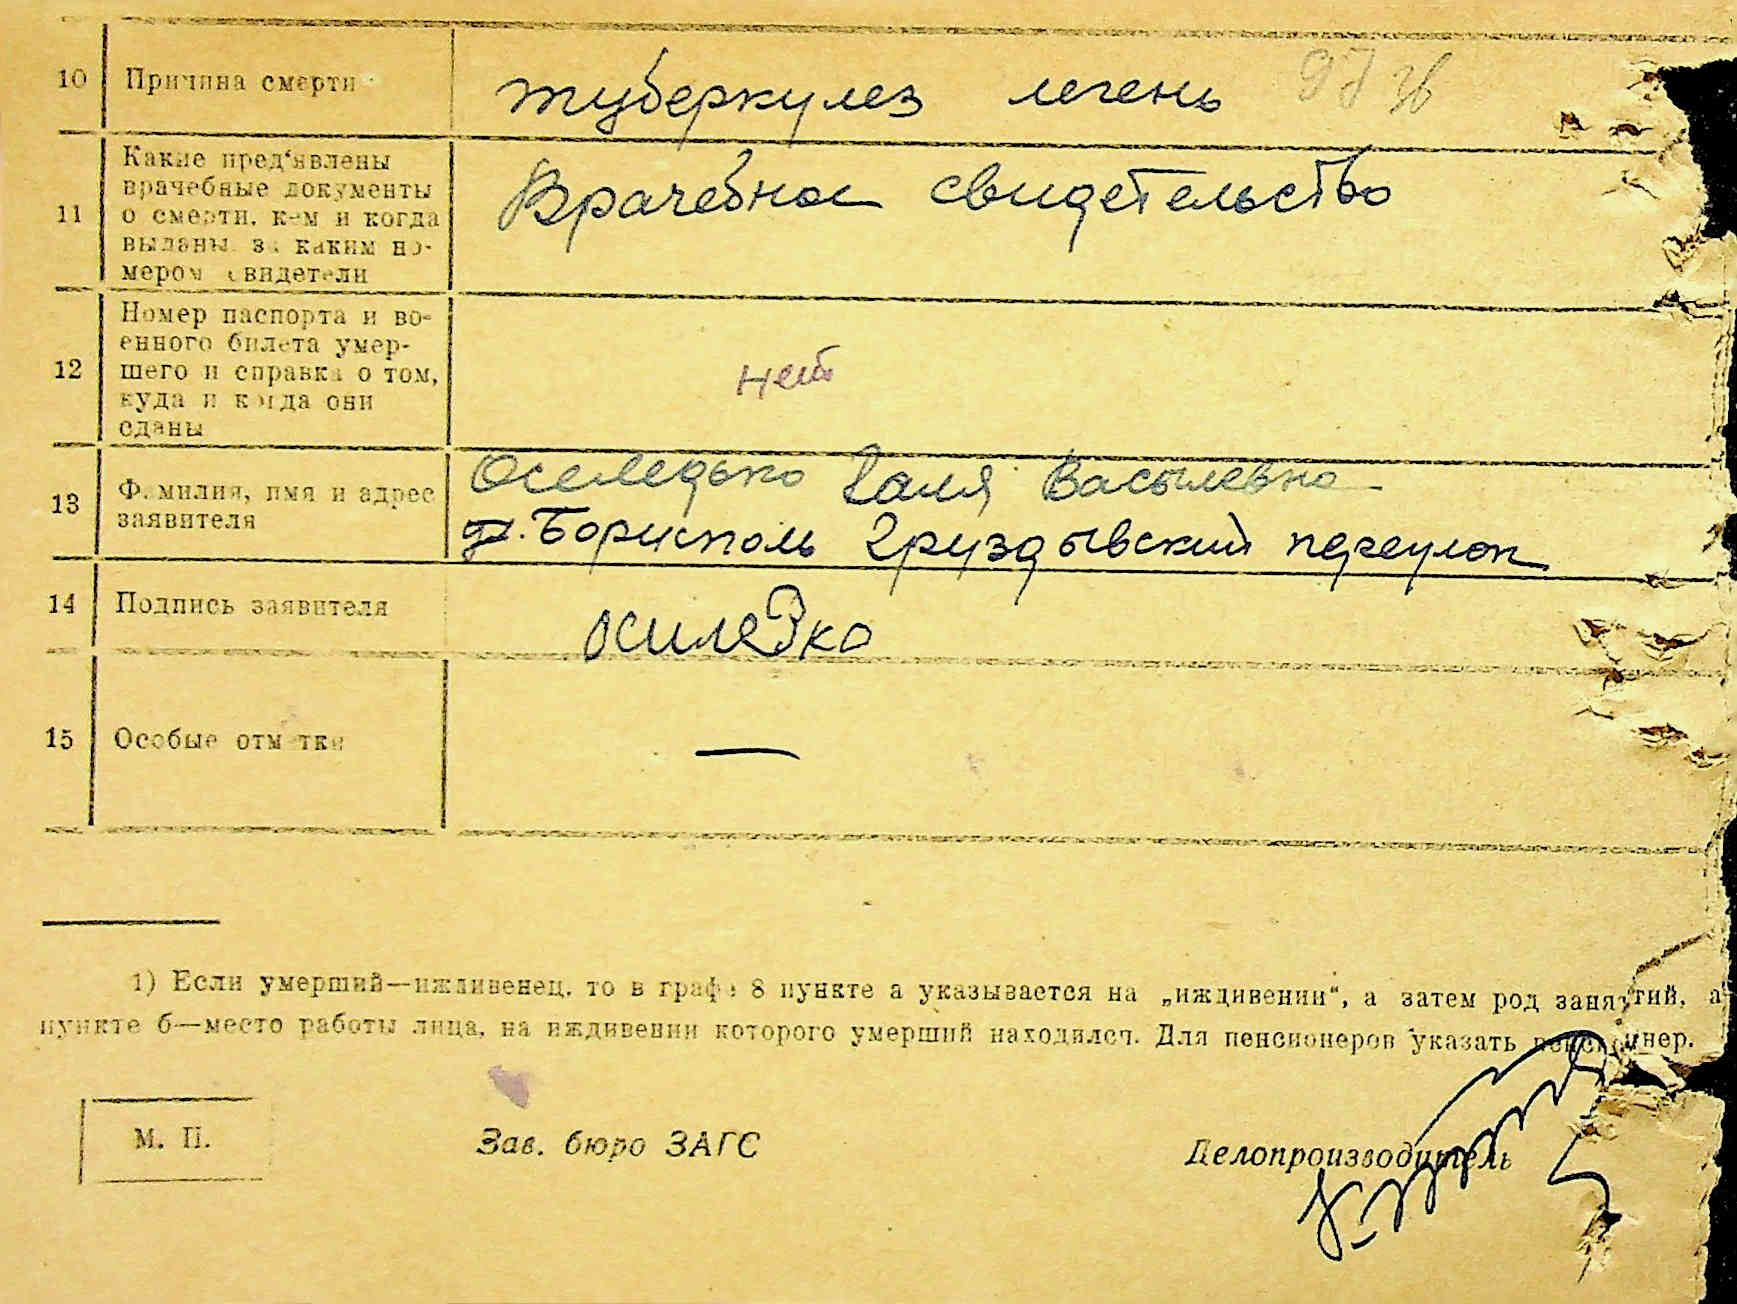 10 Причина смерти туберкулез легень
11 Какие пред'явлены
врачебные документы
о смерти, кем и когда
выданы, за каким но-
мером свидетели
Врачебное свидетельство
12 Номер паспорта и во-
енного билета умер-
шего и справка о том,
куда и когда они
сданы
нет
13 Фамилия, имя и адрес
заявителя
Оселедько Галя Васылевна
Борисполь Груздывский переулок
14 Подпись заявителя осиледко
15 Особые отметки —
1) Если умерший—иждивенец, то в графе 8 пункте а указывается на „иждивении“, а затем род занятий, а
пункте б—место работы лица, на иждивении которого умерший находился. Для пенсионеров указать пенсионер.
М. П. Зав. бюро ЗАГС Делопроизводитель